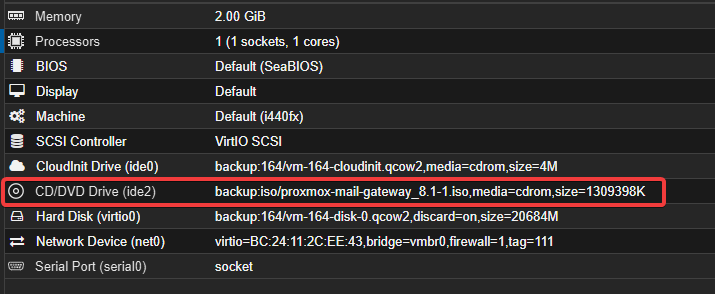 Memory 2.00 GiB
Processors 1 (1 sockets, 1 cores)
BIOS Default (SeaBIOS)
Display Default
Machine Default (i440fx)
SCSI Controller VirtIO SCSI
CloudInit Drive (ide0) backup:164/vm-164-cloudinit.qcow2,media=cdrom,size=4M
CD/DVD Drive (ide2) backup:iso/proxmox-mail-gateway_8.1-1.iso,media=cdrom,size=1309398K
Hard Disk (virtio0) backup:164/vm-164-disk-0.qcow2,discard=on,size=20684M
Network Device (net0) virtio=BC:24:11:2C:EE:43,bridge=vmbr0,firewall=1,tag=111
Serial Port (serial0) socket